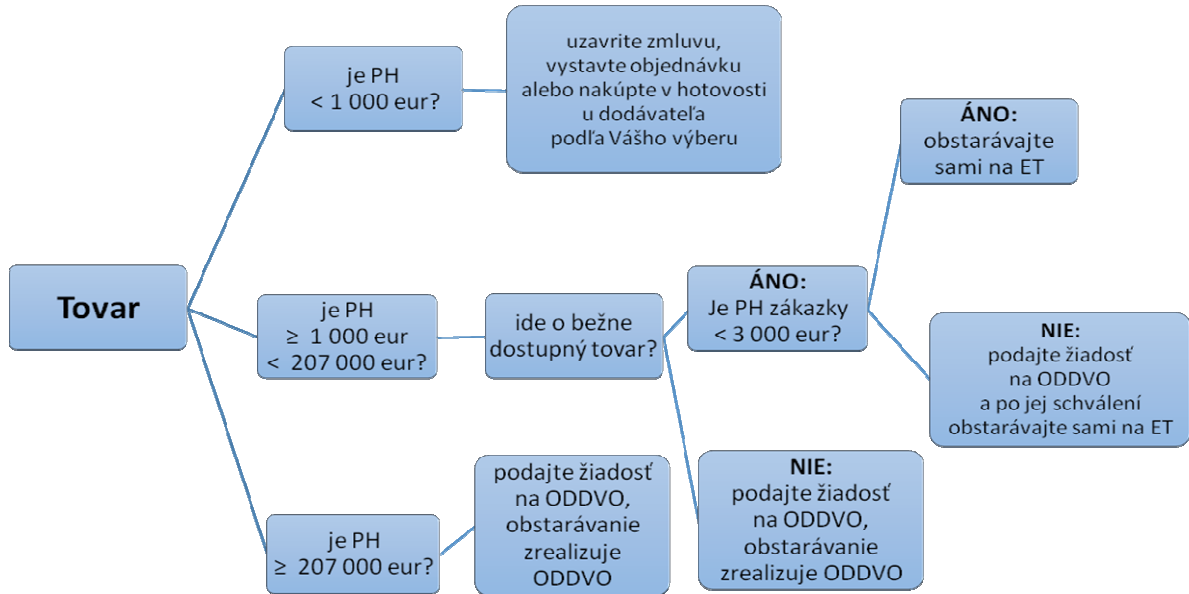 Tovar
je PH
< 1 000 eur?
uzavrite zmluvu,
vystavte objednávku
alebo nakúpte v hotovosti
u dodávateľa
podľa Vášho výberu
je PH
≥ 1 000 eur
< 207 000 eur?
ide o bežne
dostupný tovar?
ÁNO:
Je PH zákazky
< 3 000 eur?
ÁNO:
obstarávajte
sami na ET
NIE:
podajte žiadosť
na ODDVO
a po jej schválení
obstarávajte sami na ET
NIE:
podajte žiadosť
na ODDVO,
obstarávanie
zrealizuje ODDVO
je PH
≥ 207 000 eur?
podajte žiadosť
na ODDVO,
obstarávanie
zrealizuje
ODDVO